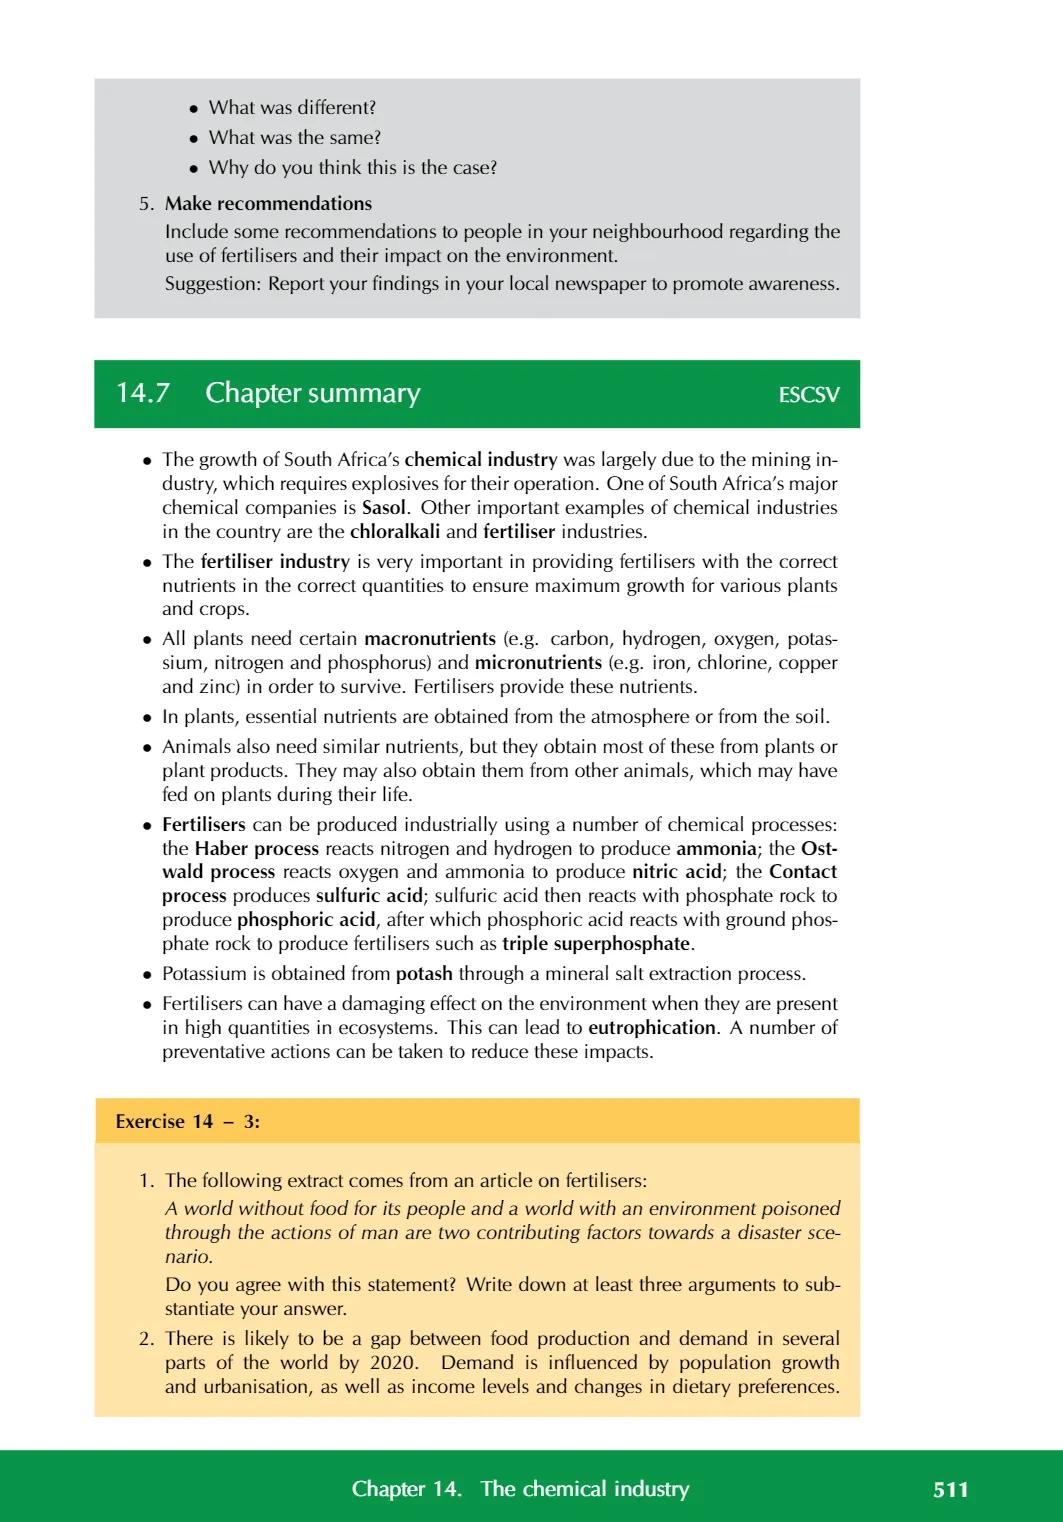 • What was different?
• What was the same?
• Why do you think this is the case?
5. Make recommendations
Include some recommendations to people in your neighbourhood regarding the
use of fertilisers and their impact on the environment.
Suggestion: Report your findings in your local newspaper to promote awareness.
14.7 Chapter summary ESCSV
• The growth of South Africa's chemical industry was largely due to the mining in-
dustry, which requires explosives for their operation. One of South Africa's major
chemical companies is Sasol. Other important examples of chemical industries
in the country are the chloralkali and fertiliser industries.
• The fertiliser industry is very important in providing fertilisers with the correct
nutrients in the correct quantities to ensure maximum growth for various plants
and crops.
• All plants need certain macronutrients (e.g. carbon, hydrogen, oxygen, potas-
sium, nitrogen and phosphorus) and micronutrients (e.g. iron, chlorine, copper
and zinc) in order to survive. Fertilisers provide these nutrients.
• In plants, essential nutrients are obtained from the atmosphere or from the soil.
• Animals also need similar nutrients, but they obtain most of these from plants or
plant products. They may also obtain them from other animals, which may have
fed on plants during their life.
• Fertilisers can be produced industrially using a number of chemical processes:
the Haber process reacts nitrogen and hydrogen to produce ammonia; the Ost-
wald process reacts oxygen and ammonia to produce nitric acid; the Contact
process produces sulfuric acid; sulfuric acid then reacts with phosphate rock to
produce phosphoric acid, after which phosphoric acid reacts with ground phos-
phate rock to produce fertilisers such as triple superphosphate.
• Potassium is obtained from potash through a mineral salt extraction process.
• Fertilisers can have a damaging effect on the environment when they are present
in high quantities in ecosystems. This can lead to eutrophication. A number of
preventative actions can be taken to reduce these impacts.
Exercise 14 – 3:
1. The following extract comes from an article on fertilisers:
A world without food for its people and a world with an environment poisoned
through the actions of man are two contributing factors towards a disaster sce-
nario.
Do you agree with this statement? Write down at least three arguments to sub-
stantiate your answer.
2. There is likely to be a gap between food production and demand in several
parts of the world by 2020. Demand is influenced by population growth
and urbanisation, as well as income levels and changes in dietary preferences.
Chapter 14. The chemical industry 511